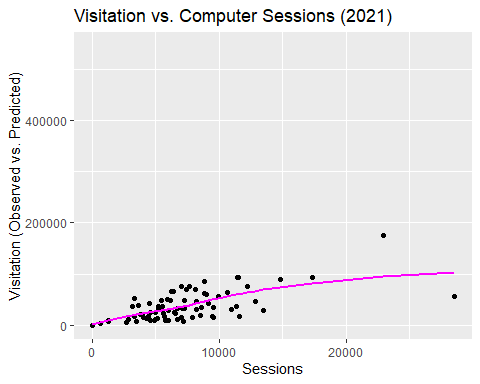 Visitation vs. Computer Sessions (2021)
Visitation (Observed vs. Predicted)
400000
200000
0
0 10000 20000
Sessions